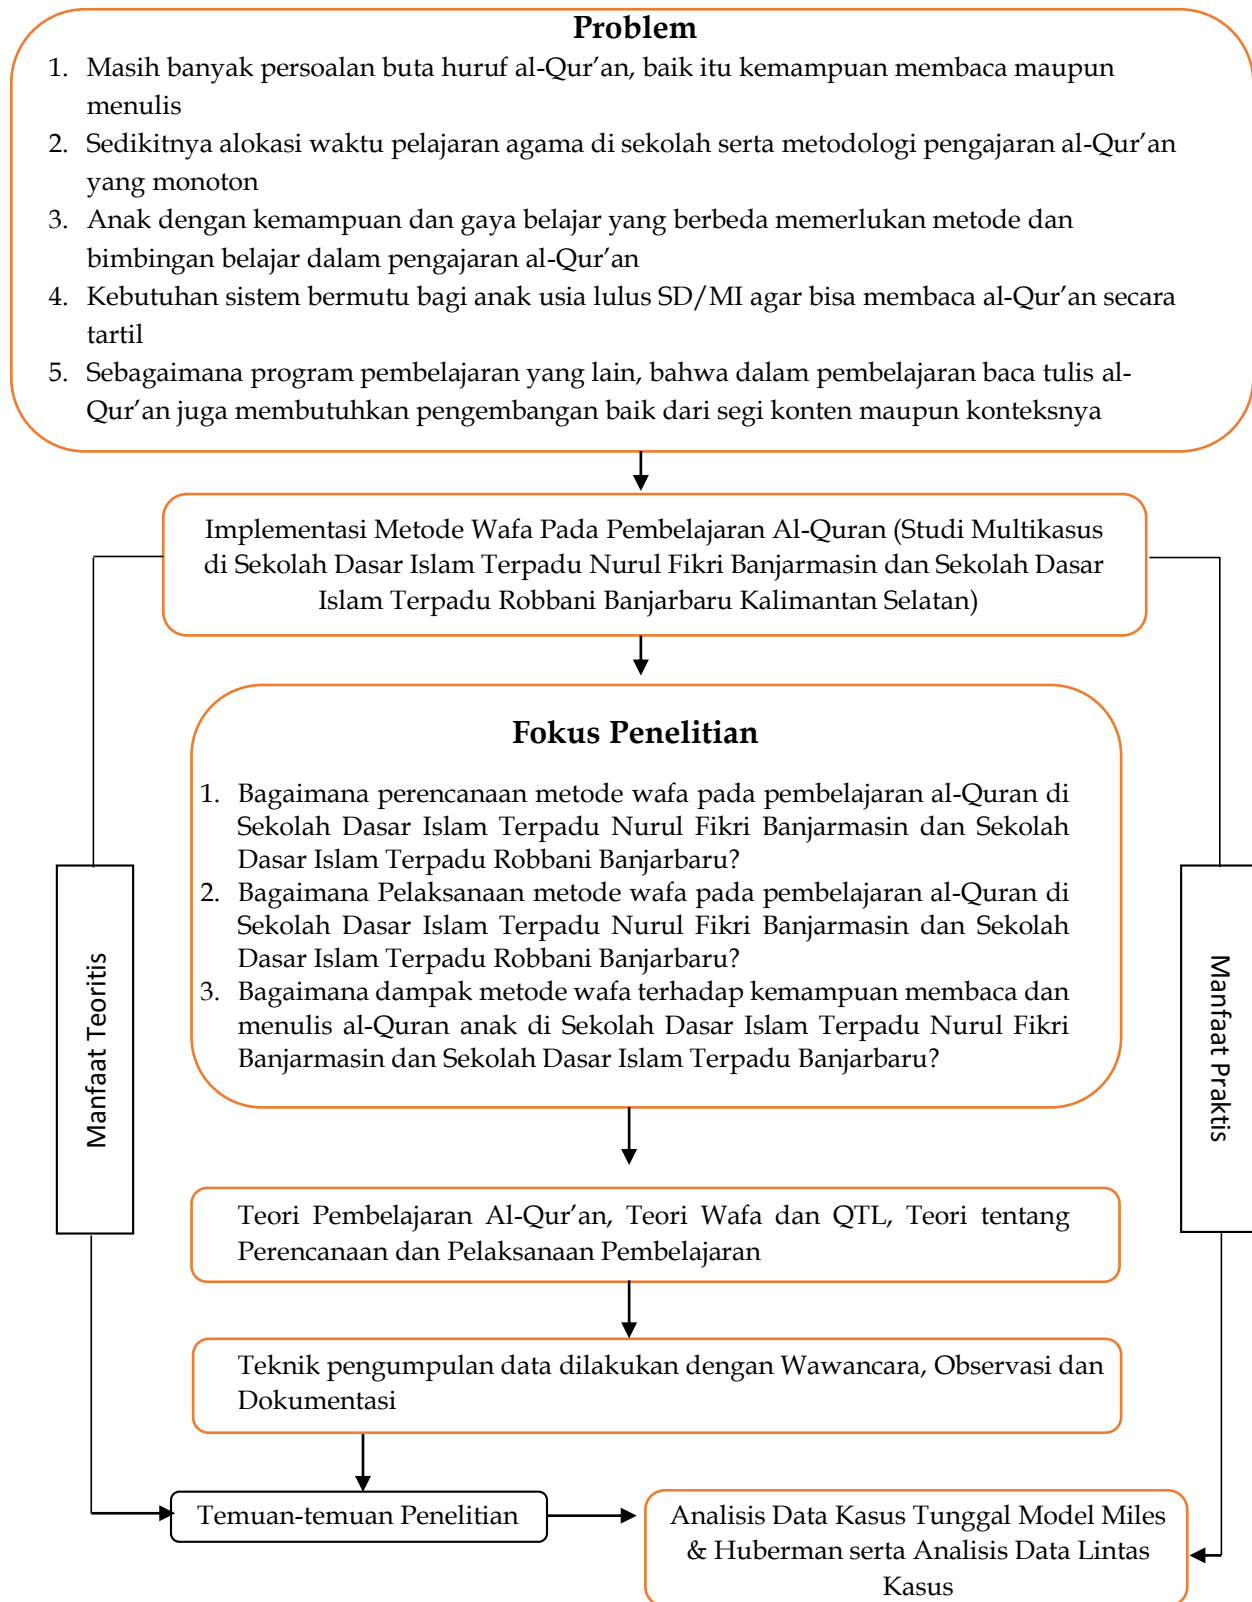 Problem
1. Masih banyak persoalan buta huruf al-Qur’an, baik itu kemampuan membaca maupun
menulis
2. Sedikitnya alokasi waktu pelajaran agama di sekolah serta metodologi pengajaran al-Qur’an
yang monoton
3. Anak dengan kemampuan dan gaya belajar yang berbeda memerlukan metode dan
bimbingan belajar dalam pengajaran al-Qur’an
4. Kebutuhan sistem bermutu bagi anak usia lulus SD/MI agar bisa membaca al-Qur’an secara
tartil
5. Sebagaimana program pembelajaran yang lain, bahwa dalam pembelajaran baca tulis al-
Qur’an juga membutuhkan pengembangan baik dari segi konten maupun konteksnya
Implementasi Metode Wafa Pada Pembelajaran Al-Quran (Studi Multikasus
di Sekolah Dasar Islam Terpadu Nurul Fikri Banjarmasin dan Sekolah Dasar
Islam Terpadu Robbani Banjarbaru Kalimantan Selatan)
Fokus Penelitian
1. Bagaimana perencanaan metode wafa pada pembelajaran al-Quran di
Sekolah Dasar Islam Terpadu Nurul Fikri Banjarmasin dan Sekolah
Dasar Islam Terpadu Robbani Banjarbaru?
2. Bagaimana Pelaksanaan metode wafa pada pembelajaran al-Quran di
Sekolah Dasar Islam Terpadu Nurul Fikri Banjarmasin dan Sekolah
Dasar Islam Terpadu Robbani Banjarbaru?
3. Bagaimana dampak metode wafa terhadap kemampuan membaca dan
menulis al-Quran anak di Sekolah Dasar Islam Terpadu Nurul Fikri
Banjarmasin dan Sekolah Dasar Islam Terpadu Banjarbaru?
Manfaat Teoritis
Manfaat Praktis
Teori Pembelajaran Al-Qur’an, Teori Wafa dan QTL, Teori tentang
Perencanaan dan Pelaksanaan Pembelajaran
Teknik pengumpulan data dilakukan dengan Wawancara, Observasi dan
Dokumentasi
Temuan-temuan Penelitian
Analisis Data Kasus Tunggal Model Miles
& Huberman serta Analisis Data Lintas
Kasus